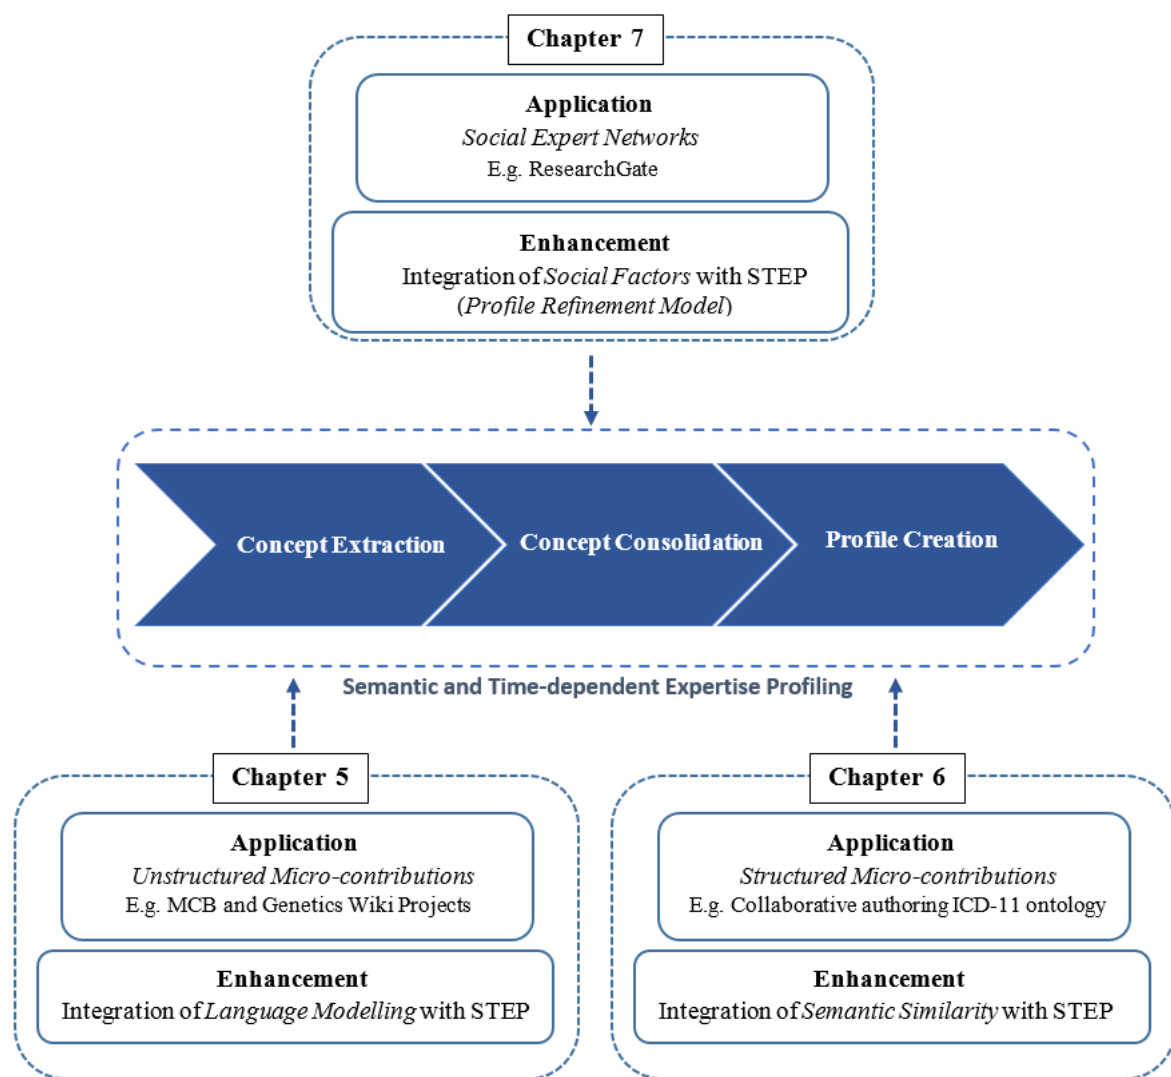 Chapter 7
Application
Social Expert Networks
E.g. ResearchGate
Enhancement
Integration of Social Factors with STEP
(Profile Refinement Model)
Concept Extraction
Concept Consolidation
Profile Creation
Semantic and Time-dependent Expertise Profiling
Chapter 5
Application
Unstructured Micro-contributions
E.g. MCB and Genetics Wiki Projects
Enhancement
Integration of Language Modelling with STEP
Chapter 6
Application
Structured Micro-contributions
E.g. Collaborative authoring ICD-11 ontology
Enhancement
Integration of Semantic Similarity with STEP